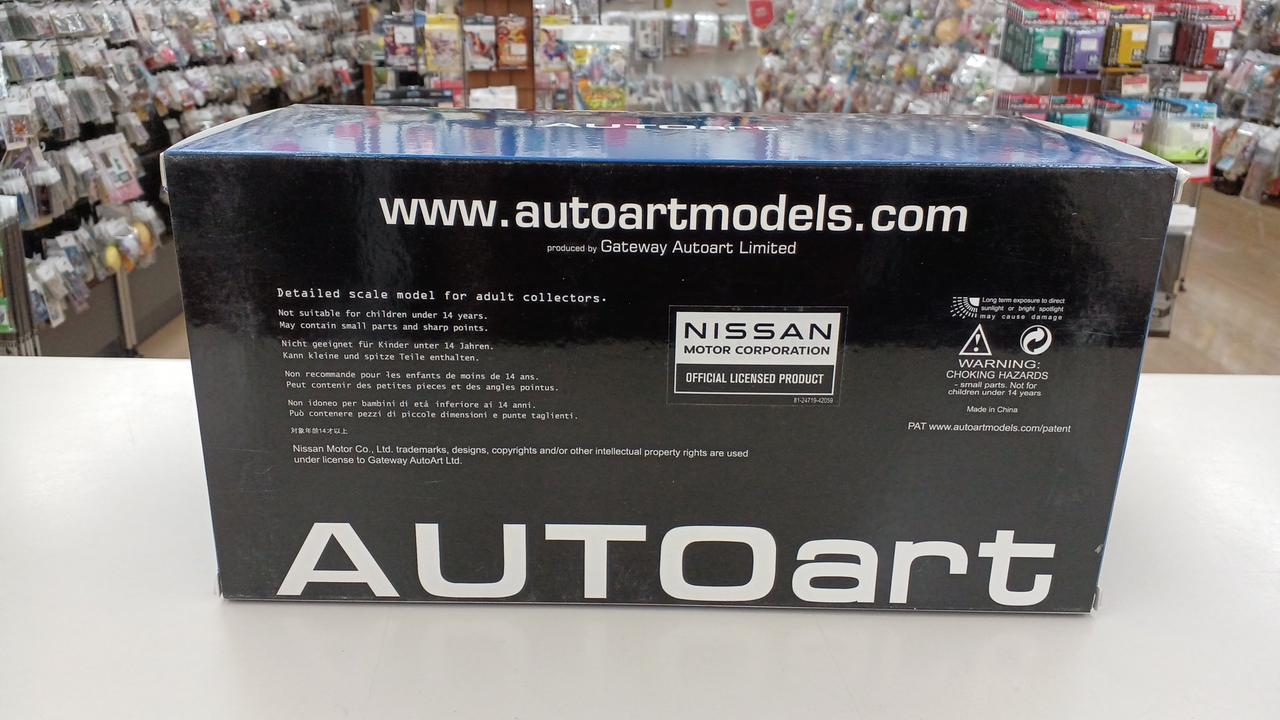 AUTOart
www.autoartmodels.com
produced by Gateway Autoart Limited
Detailed scale model for adult collectors.
Not suitable for children under 14 years.
May contain small parts and sharp points.
Nicht geeignet für Kinder unter 14 Jahren.
Kann kleine und spitze Teile enthalten.
Non recommande pour les enfants de moins de 14 ans.
Peut contenir des petites pieces et des angles pointus.
Non idoneo per bambini di etá inferiore ai 14 anni.
Può contenere pezzi di piccole dimensioni e punte taglienti.
対象年齢14才以上
Nissan Motor Co., Ltd. trademarks, designs, copyrights and/or other intellectual property rights are used
under license to Gateway AutoArt Ltd.
NISSAN
MOTOR CORPORATION
OFFICIAL LICENSED PRODUCT
81-24719-42059
Long term exposure to direct
sunlight or bright spotlight
may cause damage
WARNING:
CHOKING HAZARDS
- small parts. Not for
children under 14 years
Made in China
PAT www.autoartmodels.com/patent
AUTOart